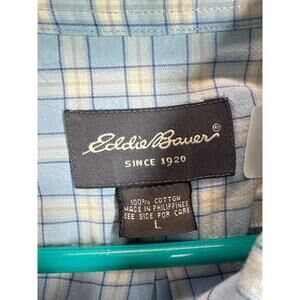 Eddie Bauer®
SINCE 1920
100% COTTON
MADE IN PHILIPPINES
SEE SIDE FOR CARE
L